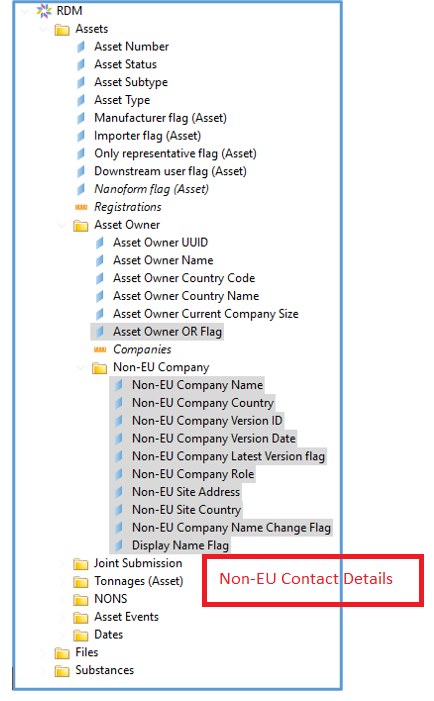 RDM
Assets
Asset Number
Asset Status
Asset Subtype
Asset Type
Manufacturer flag (Asset)
Importer flag (Asset)
Only representative flag (Asset)
Downstream user flag (Asset)
Nanoform flag (Asset)
Registrations
Asset Owner
Asset Owner UUID
Asset Owner Name
Asset Owner Country Code
Asset Owner Country Name
Asset Owner Current Company Size
Asset Owner OR Flag
Companies
Non-EU Company
Non-EU Company Name
Non-EU Company Country
Non-EU Company Version ID
Non-EU Company Version Date
Non-EU Company Latest Version flag
Non-EU Company Role
Non-EU Site Address
Non-EU Site Country
Non-EU Company Name Change Flag
Display Name Flag
Joint Submission
Tonnages (Asset)
Non-EU Contact Details
NONS
Asset Events
Dates
Files
Substances